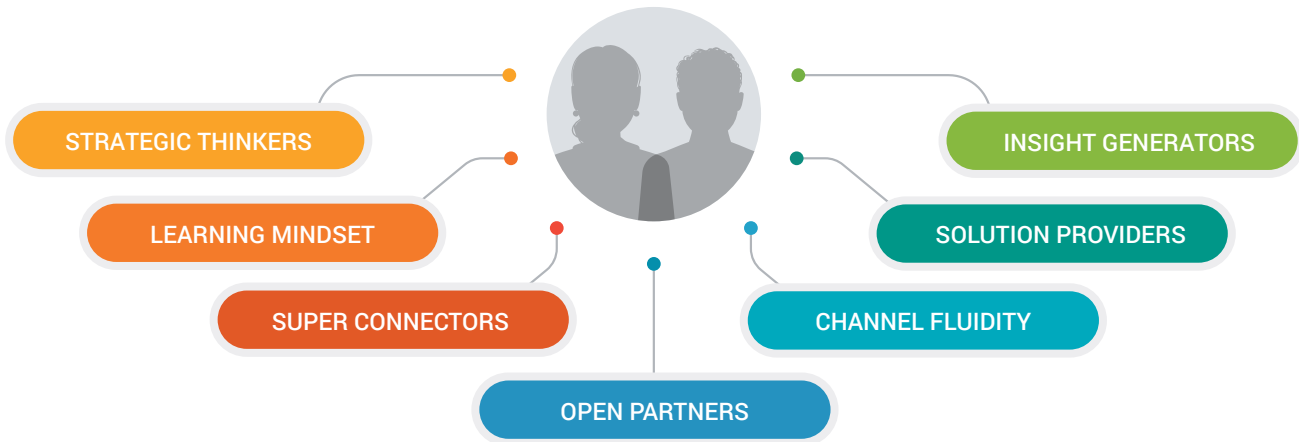 STRATEGIC THINKERS
INSIGHT GENERATORS
LEARNING MINDSET
SOLUTION PROVIDERS
SUPER CONNECTORS
CHANNEL FLUIDITY
OPEN PARTNERS